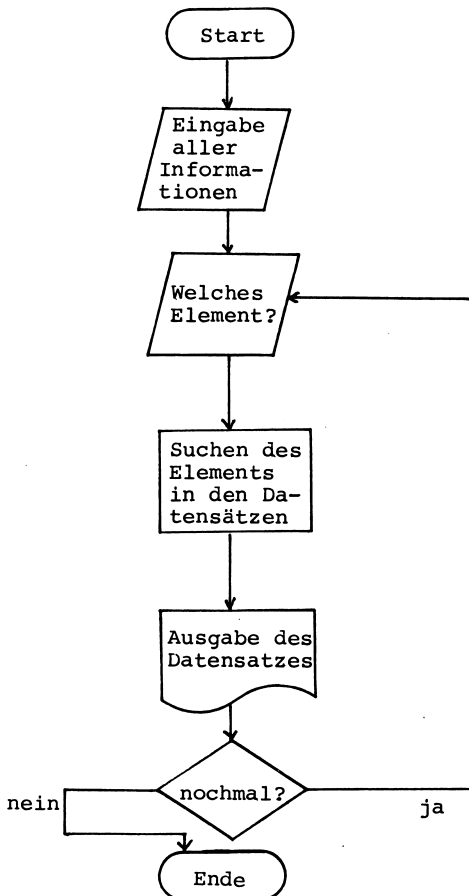 Start
Eingabe
aller
Informa-
tionen
Welches
Element?
Suchen des
Elements
in den Da-
tensätzen
Ausgabe des
Datensatzes
nochmal?
nein
ja
Ende